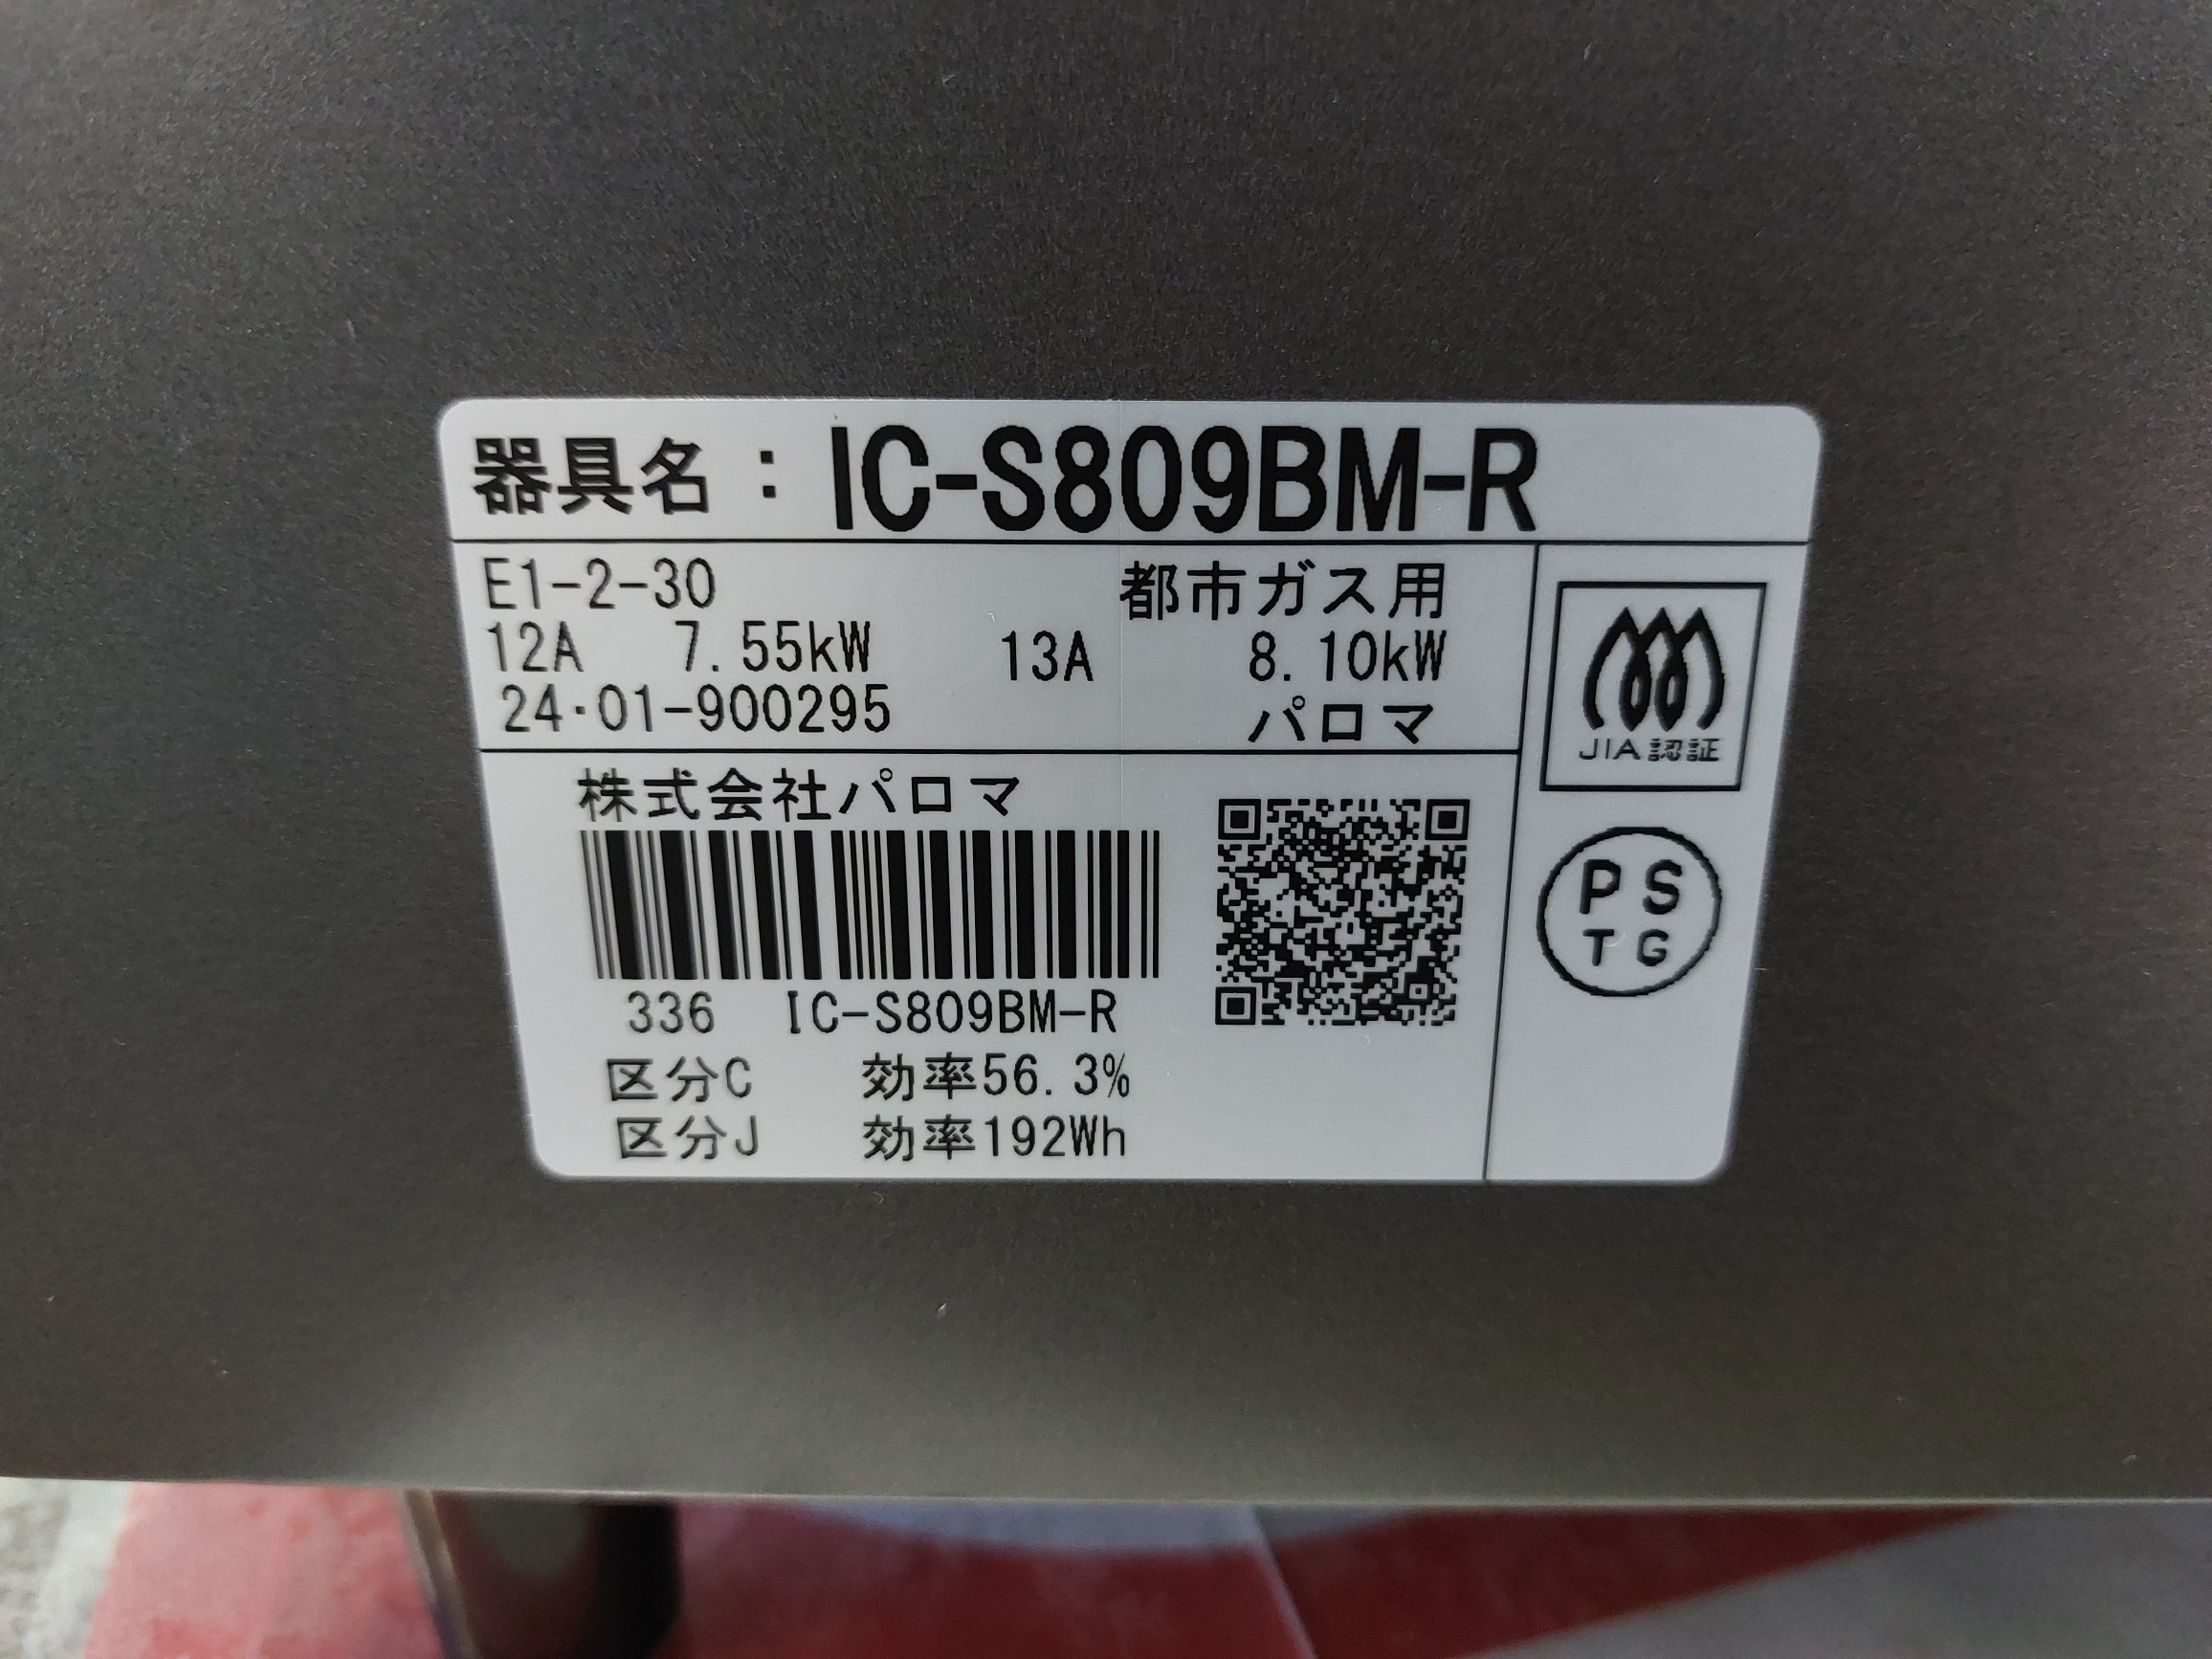 器具名：IC-S809BM-R
E1-2-30 都市ガス用
12A 7.55kW 13A 8.10kW
24・01-900295 パロマ
JIA認証
株式会社パロマ
PS
TG
336 IC-S809BM-R
区分C 効率56.3%
区分J 効率192Wh